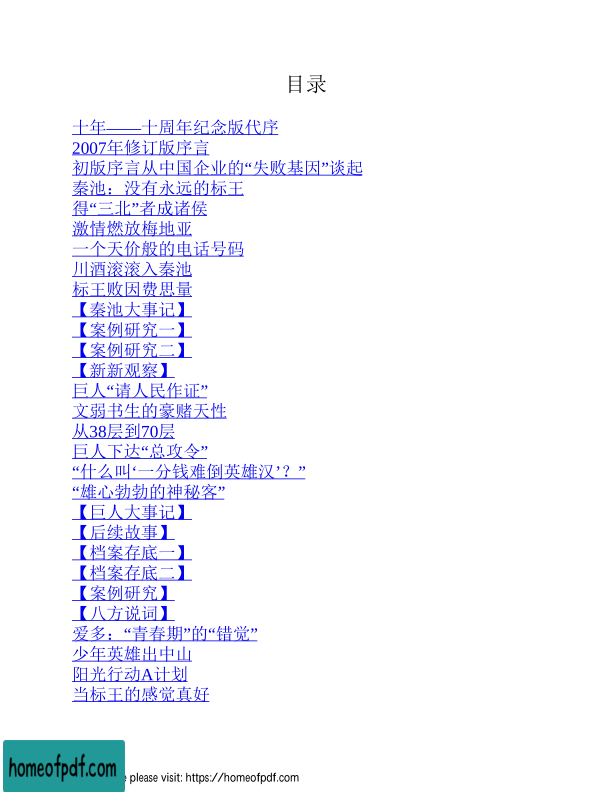 目录
十年——十周年纪念版代序
2007年修订版序言
初版序言从中国企业的“失败基因”谈起
秦池：没有永远的标王
得“三北”者成诸侯
激情燃放梅地亚
一个天价般的电话号码
川酒滚滚入秦池
标王败因费思量
【秦池大事记】
【案例研究一】
【案例研究二】
【新新观察】
巨人“请人民作证”
文弱书生的豪赌天性
从38层到70层
巨人下达“总攻令”
“什么叫‘一分钱难倒英雄汉’？”
“雄心勃勃的神秘客”
【巨人大事记】
【后续故事】
【档案存底一】
【档案存底二】
【案例研究】
【八方说词】
爱多：“青春期”的“错觉”
少年英雄出中山
阳光行动A计划
当标王的感觉真好
homeofpdf.com
please visit: https://homeofpdf.com